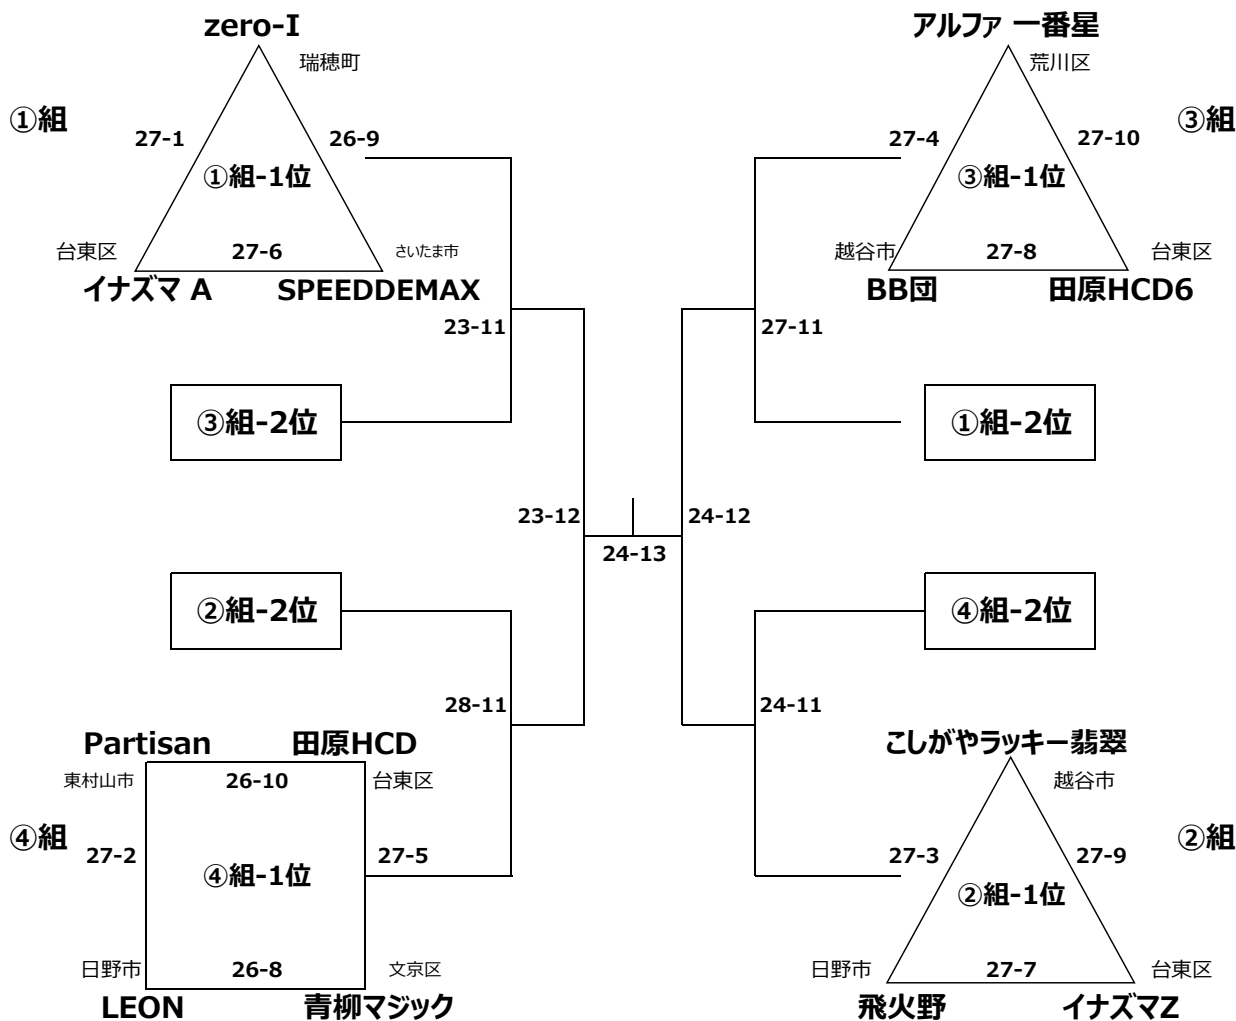 zero-I
瑞穂町
①組
27-1
26-9
①組-1位
台東区
27-6
さいたま市
イナズマ A
SPEEDDEMAX
アルファ 一番星
荒川区
③組
27-4
27-10
③組-1位
越谷市
27-8
台東区
BB団
田原HCD6
23-11
27-11
③組-2位
①組-2位
23-12
24-12
24-13
②組-2位
④組-2位
28-11
24-11
Partisan
田原HCD
東村山市
26-10
台東区
④組
27-2
27-5
④組-1位
日野市
26-8
文京区
LEON
青柳マジック
こしがやラッキー翡翠
越谷市
②組
27-3
27-9
②組-1位
日野市
27-7
台東区
飛火野
イナズマZ